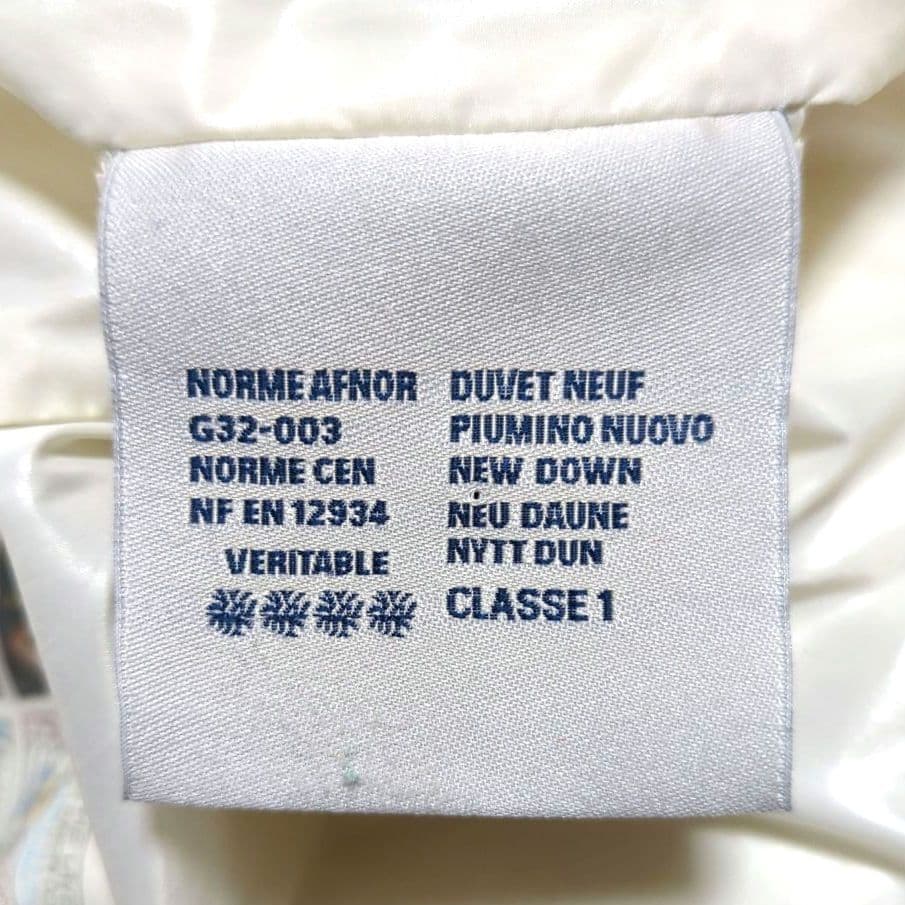 NORME AFNOR
G32-003
NORME CEN
NF EN 12934
VERITABLE
DUVET NEUF
PIUMINO NUOVO
NEW DOWN
NEU DAUNE
NYTT DUN
CLASSE 1